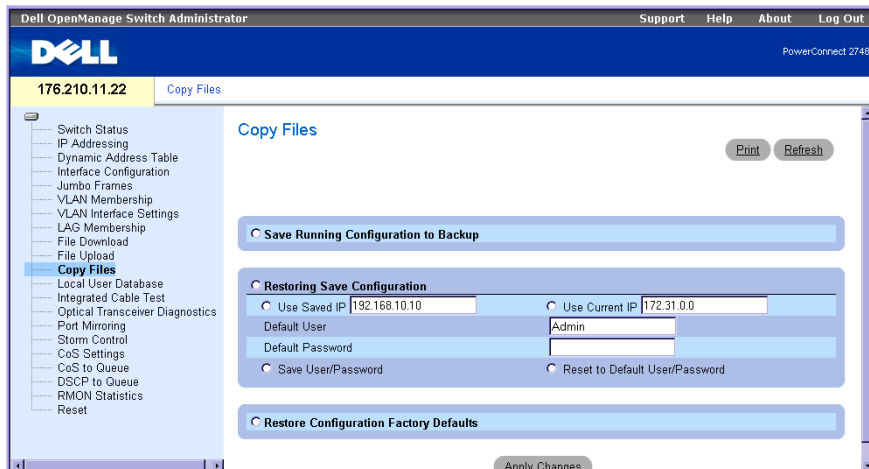 Dell OpenManage Switch Administrator Support Help About Log Out
DELL
PowerConnect 2748
176.210.11.22 Copy Files
Switch Status
IP Addressing
Dynamic Address Table
Interface Configuration
Jumbo Frames
VLAN Membership
VLAN Interface Settings
LAG Membership
File Download
File Upload
Copy Files
Local User Database
Integrated Cable Test
Optical Transceiver Diagnostics
Port Mirroring
Storm Control
CoS Settings
CoS to Queue
DSCP to Queue
RMON Statistics
Reset
Copy Files
Print Refresh
Save Running Configuration to Backup
Restoring Save Configuration
Use Saved IP 192.168.10.10 Use Current IP 172.31.0.0
Default User Admin
Default Password
Save User/Password Reset to Default User/Password
Restore Configuration Factory Defaults
Apply Changes